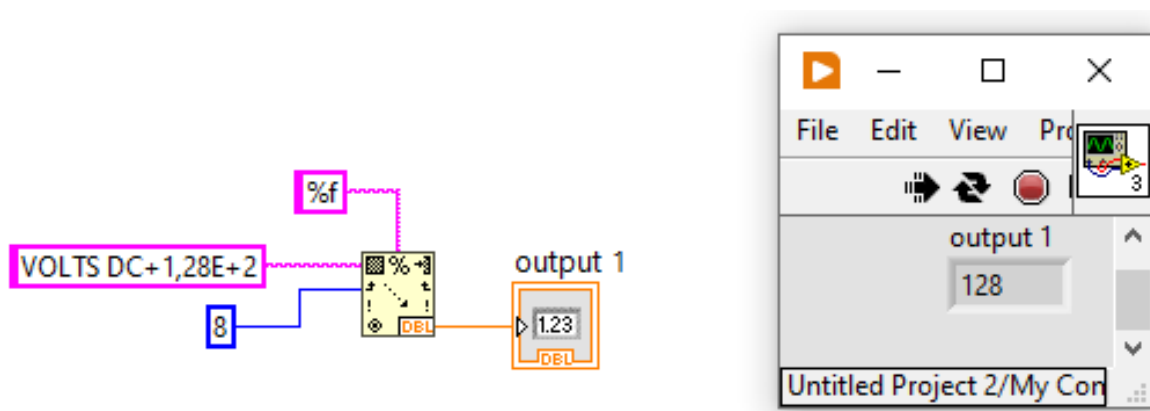 %f
VOLTS DC+1,28E+2
8
%
DBL
output 1
1.23
DBL
File Edit View
3
output 1
128
Untitled Project 2/My Con